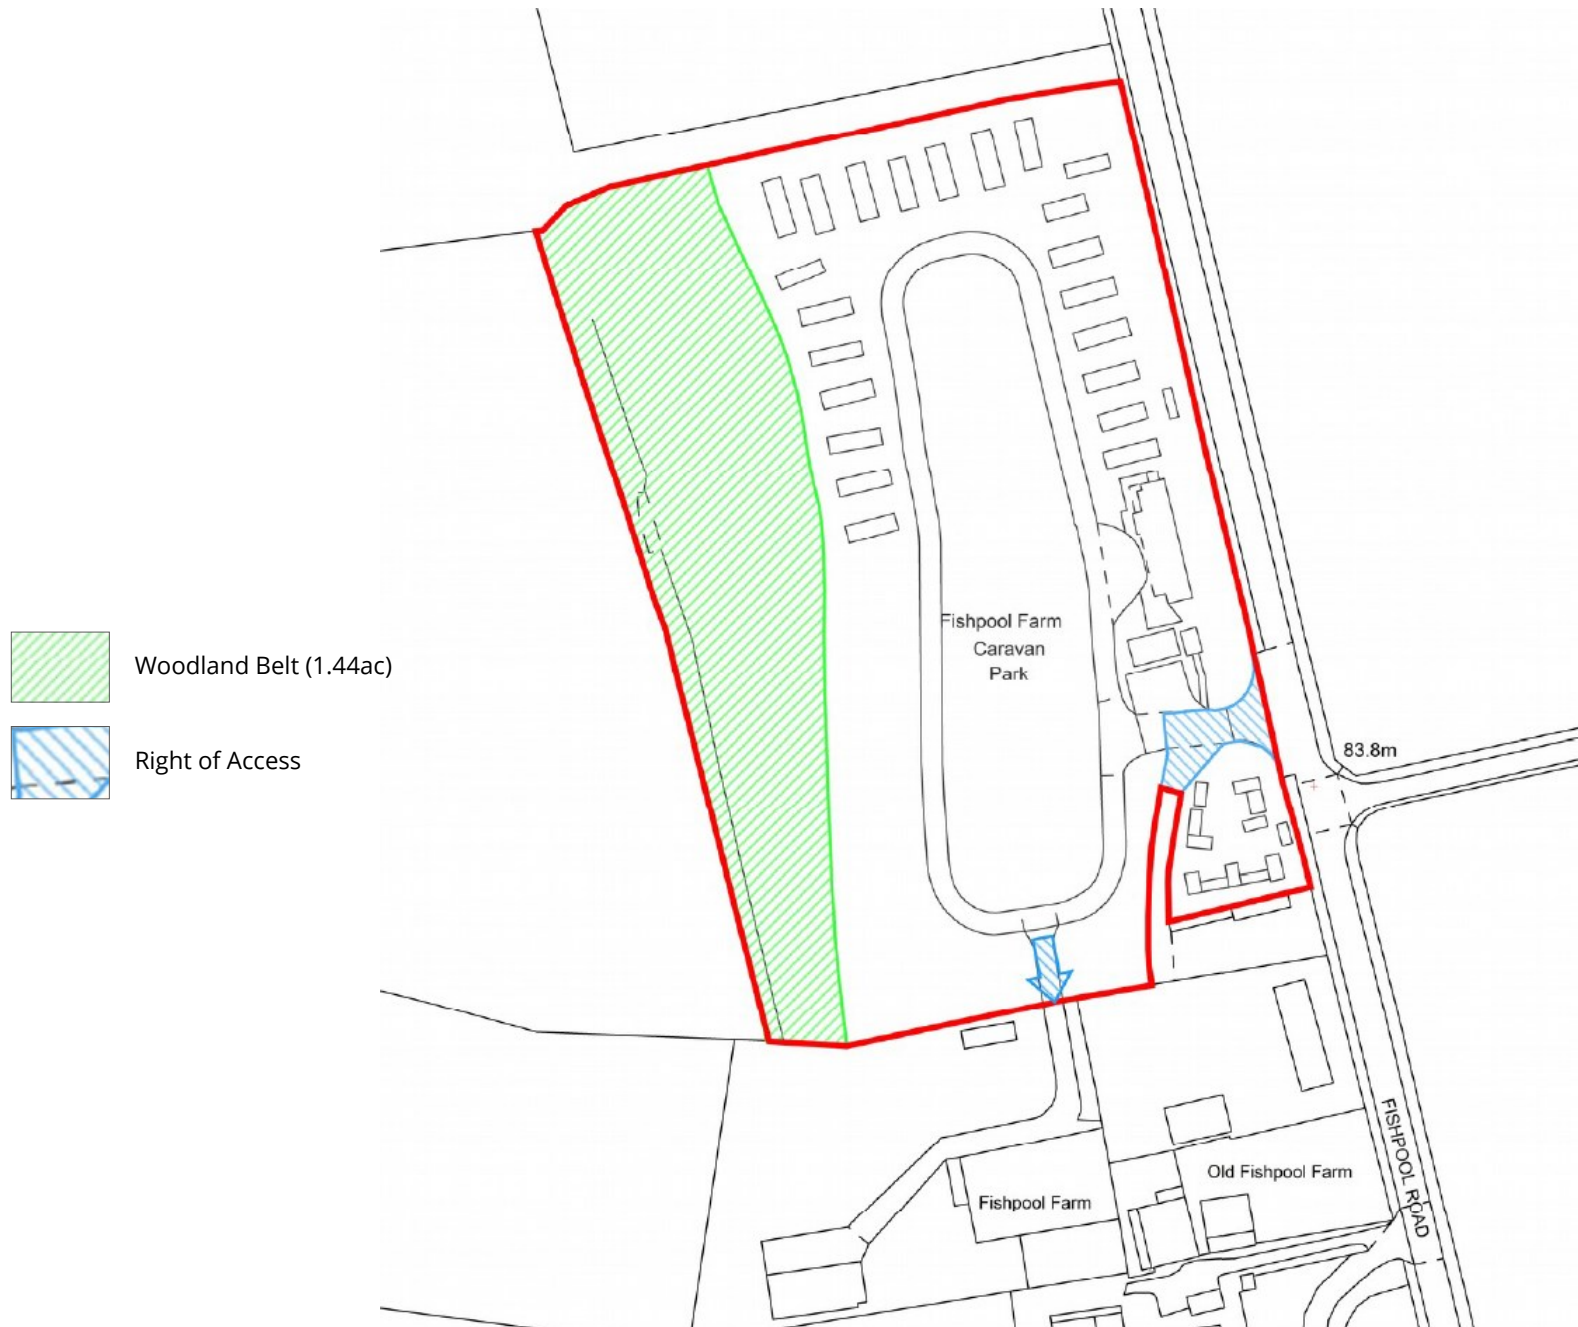 Fishpool Farm
Caravan
Park
Woodland Belt (1.44ac)
Right of Access
83.8m
FISHPOOL ROAD
Old Fishpool Farm
Fishpool Farm